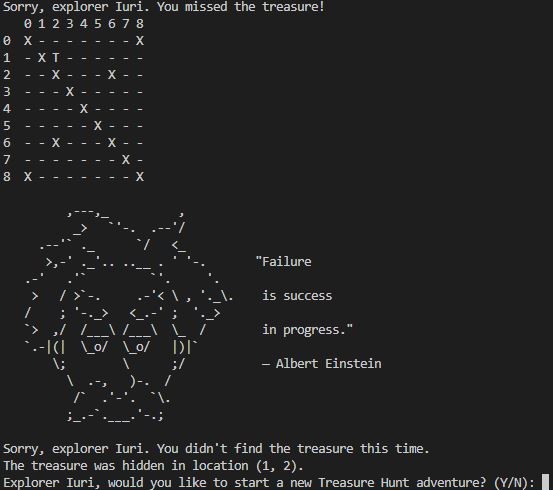 Sorry, explorer Iuri. You missed the treasure!
0 1 2 3 4 5 6 7 8
0 X - - - - - - - X
1 - X T - - - - - -
2 - - X - - - X - -
3 - - - X - - - - -
4 - - - - X - - - -
5 - - - - - X - - -
6 - - X - - - X - -
7 - - - - - - - X -
8 X - - - - - - - X
"Failure
is success
in progress."
— Albert Einstein
Sorry, explorer Iuri. You didn't find the treasure this time.
The treasure was hidden in location (1, 2).
Explorer Iuri, would you like to start a new Treasure Hunt adventure? (Y/N):